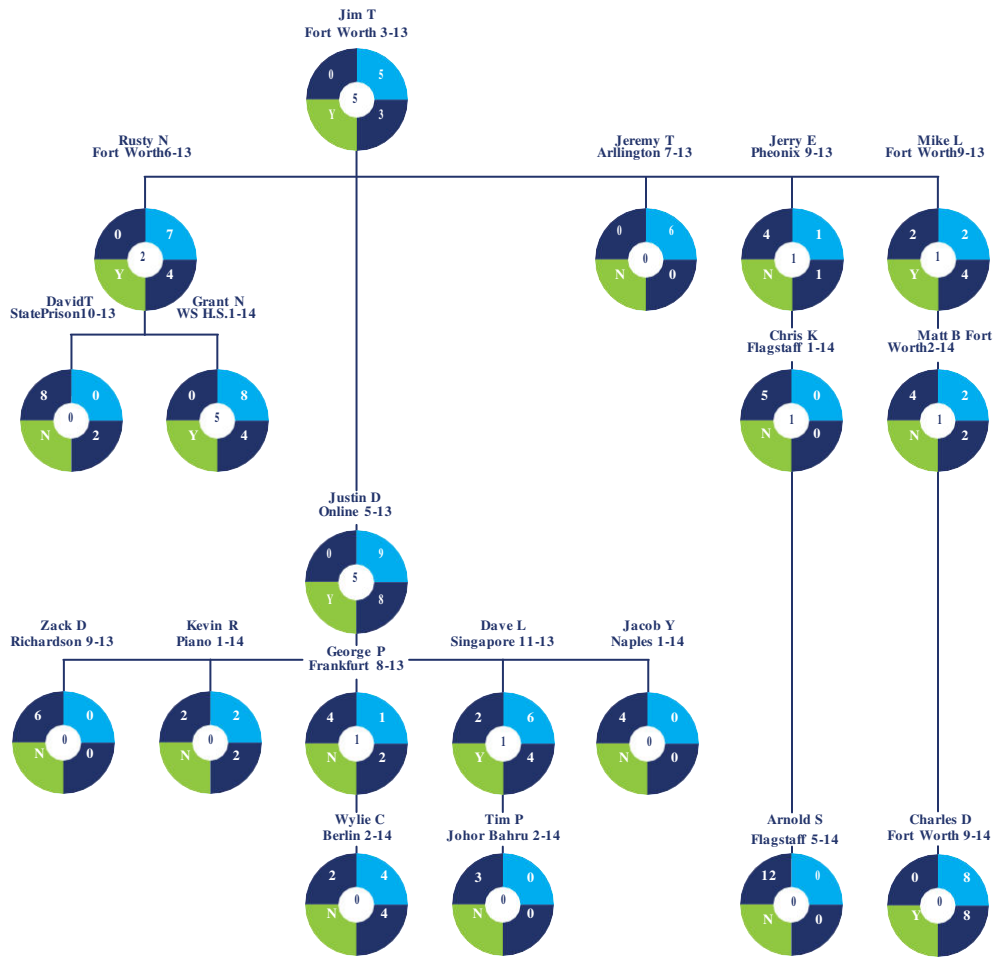 Jim T
Fort Worth 3-13
0 5
5
Y 3
Rusty N
Fort Worth6-13
Jeremy T
Arllington 7-13
Jerry E
Pheonix 9-13
Mike L
Fort Worth9-13
0 7
2
Y 4
0 6
0
N 0
4 1
1
N 1
2 2
1
Y 4
DavidT
StatePrison10-13
Grant N
WS H.S.1-14
Chris K
Flagstaff 1-14
Matt B Fort
Worth2-14
8 0
0
N 2
0 8
5
Y 4
5 0
1
N 0
4 2
1
N 2
Justin D
Online 5-13
0 9
5
Y 8
Zack D
Richardson 9-13
Kevin R
Piano 1-14
George P
Frankfurt 8-13
Dave L
Singapore 11-13
Jacob Y
Naples 1-14
6 0
0
N 0
2 2
0
N 2
4 1
1
N 2
2 6
1
Y 4
4 0
0
N 0
Wylie C
Berlin 2-14
Tim P
Johor Bahru 2-14
Arnold S
Flagstaff 5-14
Charles D
Fort Worth 9-14
2 4
0
N 4
3 0
0
N 0
12 0
0
N 0
0 8
0
Y 8